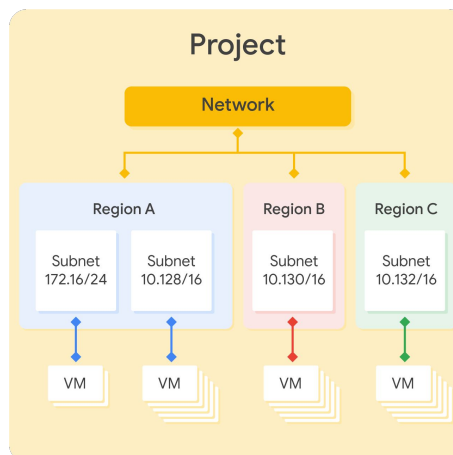 Project
Network
Region A
Region B
Region C
Subnet
172.16/24
Subnet
10.128/16
Subnet
10.130/16
Subnet
10.132/16
VM
VM
VM
VM